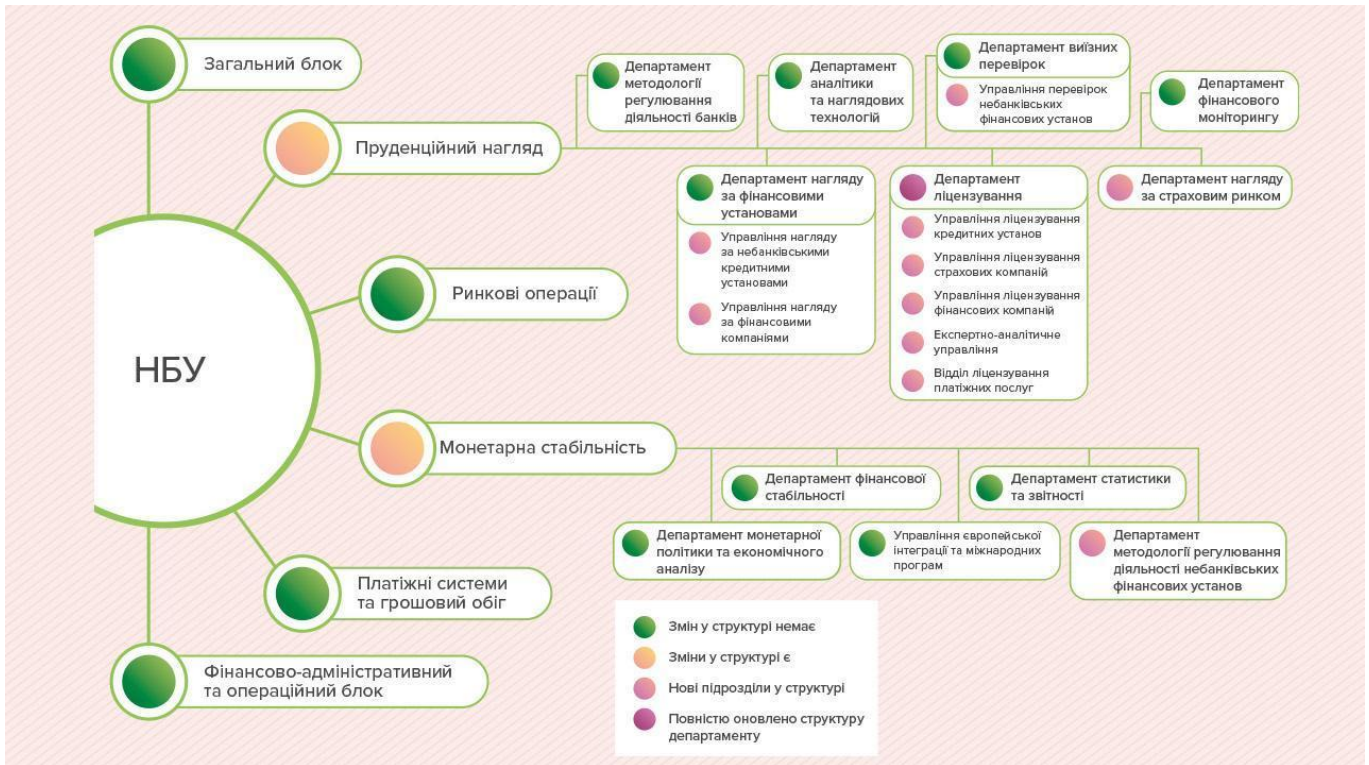 Загальний блок
Пруденційний нагляд
Департамент
методології
регулювання
діяльності банків
Департамент
аналітики
та наглядових
технологій
Департамент виїзних
перевірок
Управління перевірок
небанківських
фінансових установ
Департамент
фінансового
моніторингу
Департамент нагляду
за фінансовими
установами
Управління нагляду
за небанківськими
кредитними
установами
Управління нагляду
за фінансовими
компаніями
Департамент
ліцензування
Управління ліцензування
кредитних установ
Управління ліцензування
страхових компаній
Управління ліцензування
фінансових компаній
Експертно-аналітичне
управління
Відділ ліцензування
платіжних послуг
Департамент нагляду
за страховим ринком
Ринкові операції
НБУ
Монетарна стабільність
Департамент фінансової
стабільності
Департамент статистики
та звітності
Департамент монетарної
політики та економічного
аналізу
Управління європейської
інтеграції та міжнародних
програм
Департамент
методології регулювання
діяльності небанківських
фінансових установ
Платіжні системи
та грошовий обіг
Фінансово-адміністративний
та операційний блок
Змін у структурі немає
Зміни у структурі є
Нові підрозділи у структурі
Повністю оновлено структуру
департаменту